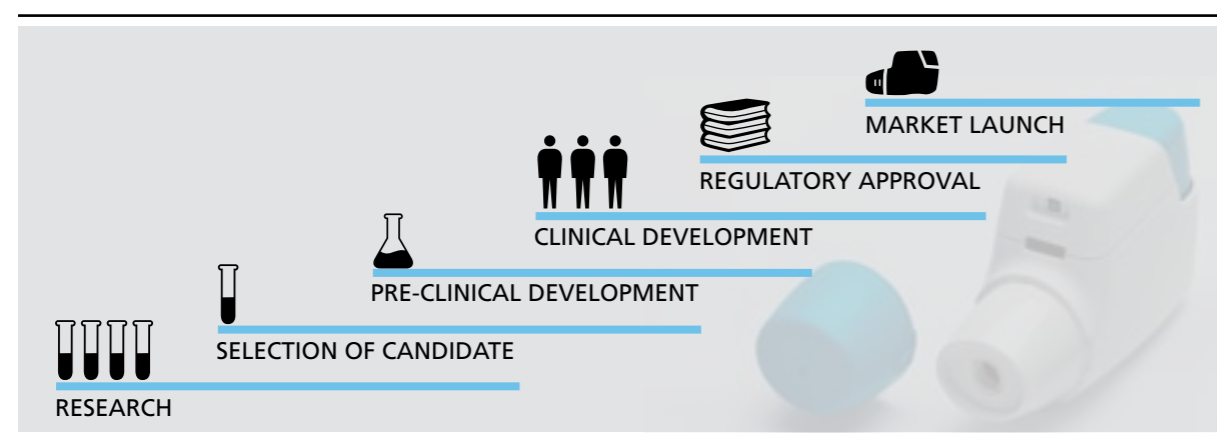 MARKET LAUNCH
REGULATORY APPROVAL
CLINICAL DEVELOPMENT
PRE-CLINICAL DEVELOPMENT
SELECTION OF CANDIDATE
RESEARCH